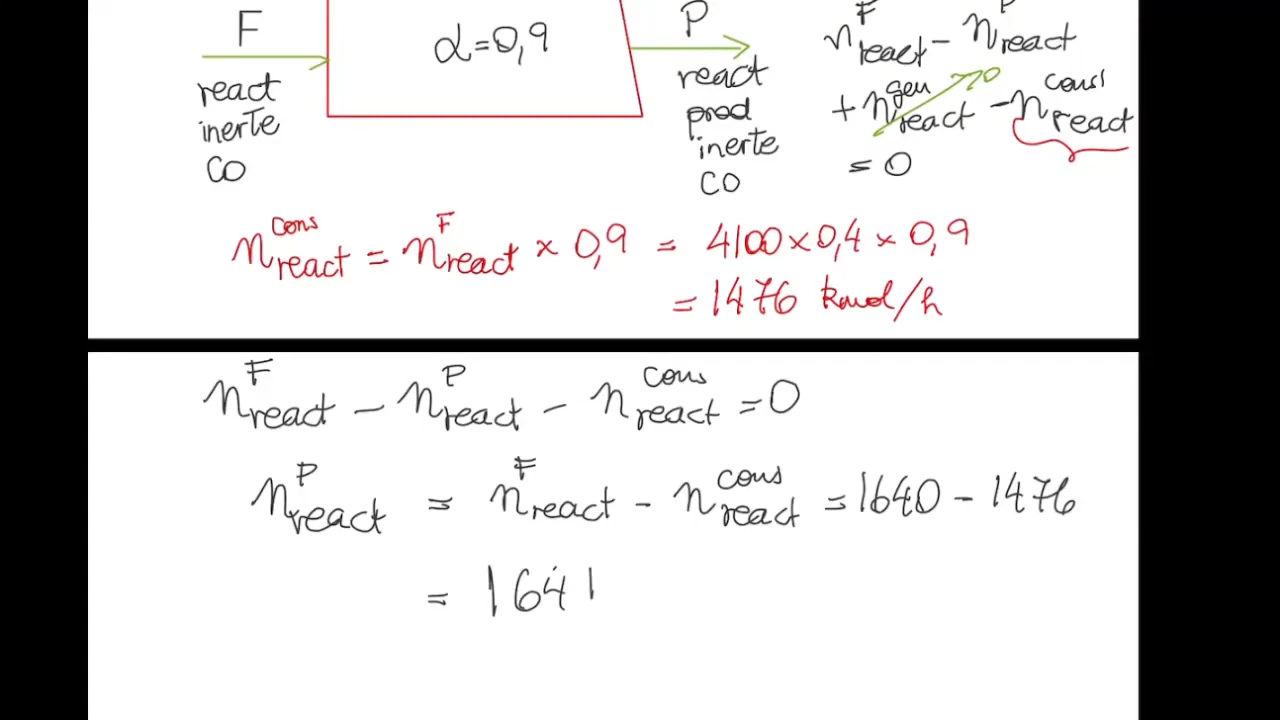 F
react
inerte
CO
α=0,9
P
react
prod
inerte
CO
n^F_react - n^P_react
+ n^gen_react →0 - n^cons_react
= 0
n^cons_react = n^F_react × 0,9 = 4100×0,4×0,9
= 1476 kmol/h
n^F_react - n^P_react - n^cons_react = 0
n^P_react = n^F_react - n^cons_react = 1640 - 1476
= 164